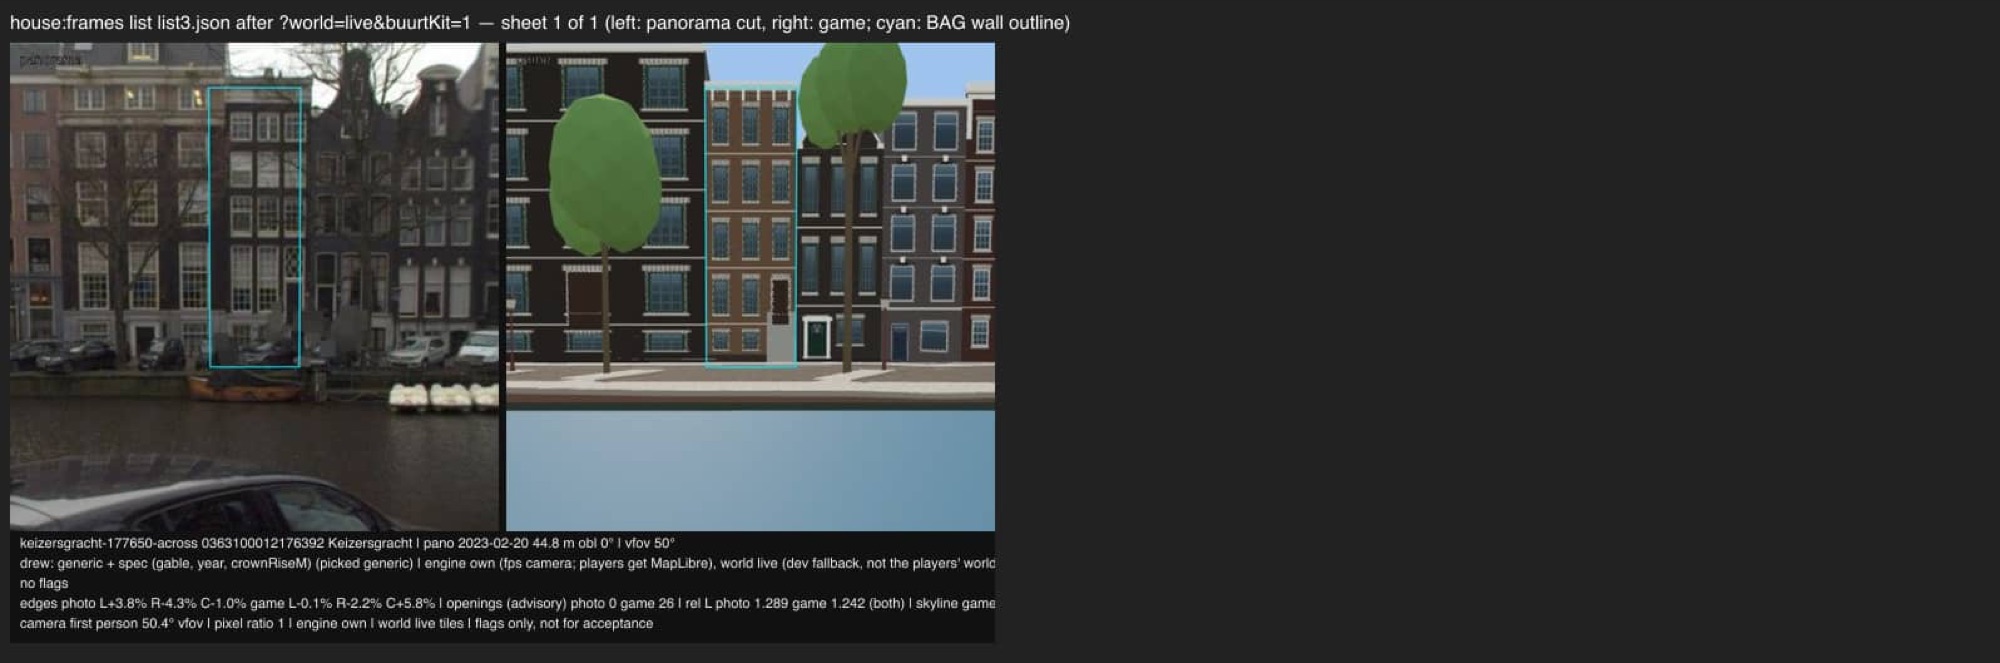 house:frames list list3.json after ?world=live&buurtKit=1 — sheet 1 of 1 (left: panorama cut, right: game; cyan: BAG wall outline)
panorama
keizersgracht-177650-across 0363100012176392 Keizersgracht | pano 2023-02-20 44.8 m obl 0° | vfov 50°
drew: generic + spec (gable, year, crownRiseM) (picked generic) | engine own (fps camera; players get MapLibre), world live (dev fallback, not the players' world
no flags
edges photo L+3.8% R-4.3% C-1.0% game L-0.1% R-2.2% C+5.8% | openings (advisory) photo 0 game 26 | rel L photo 1.289 game 1.242 (both) | skyline game
camera first person 50.4° vfov | pixel ratio 1 | engine own | world live tiles | flags only, not for acceptance